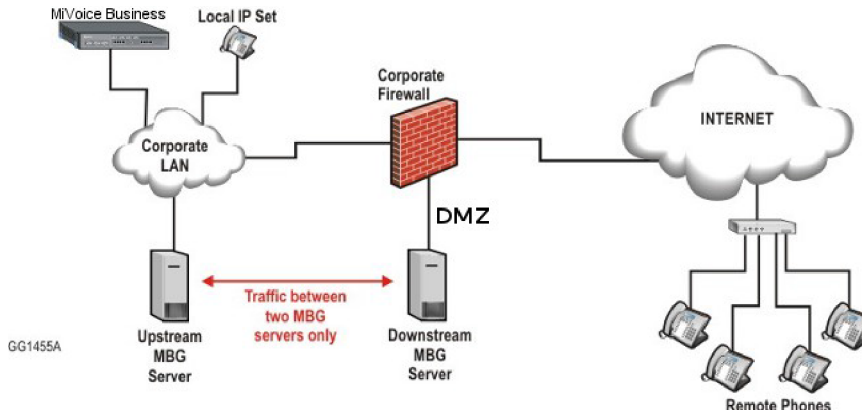 MiVoice Business
Local IP Set
Corporate
Firewall
INTERNET
Corporate
LAN
DMZ
Traffic between
two MBG
servers only
Upstream
MBG
Server
Downstream
MBG
Server
GG1455A
Remote Phones